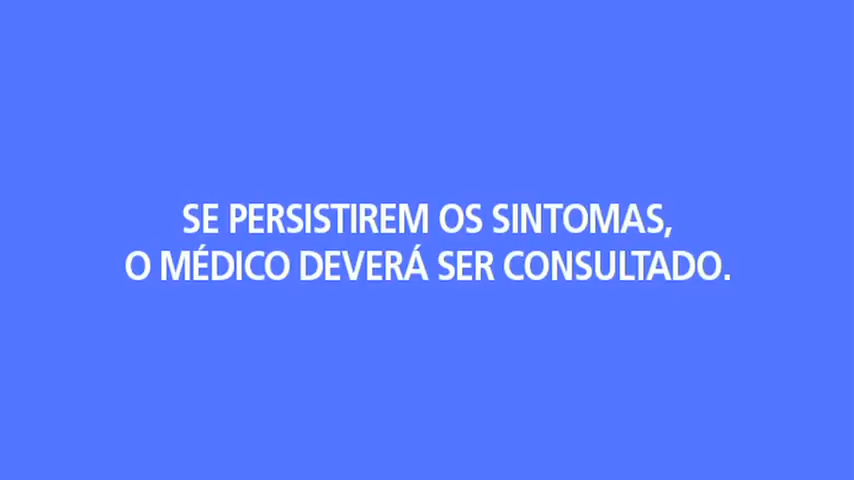 SE PERSISTIREM OS SINTOMAS,
O MÉDICO DEVERÁ SER CONSULTADO.